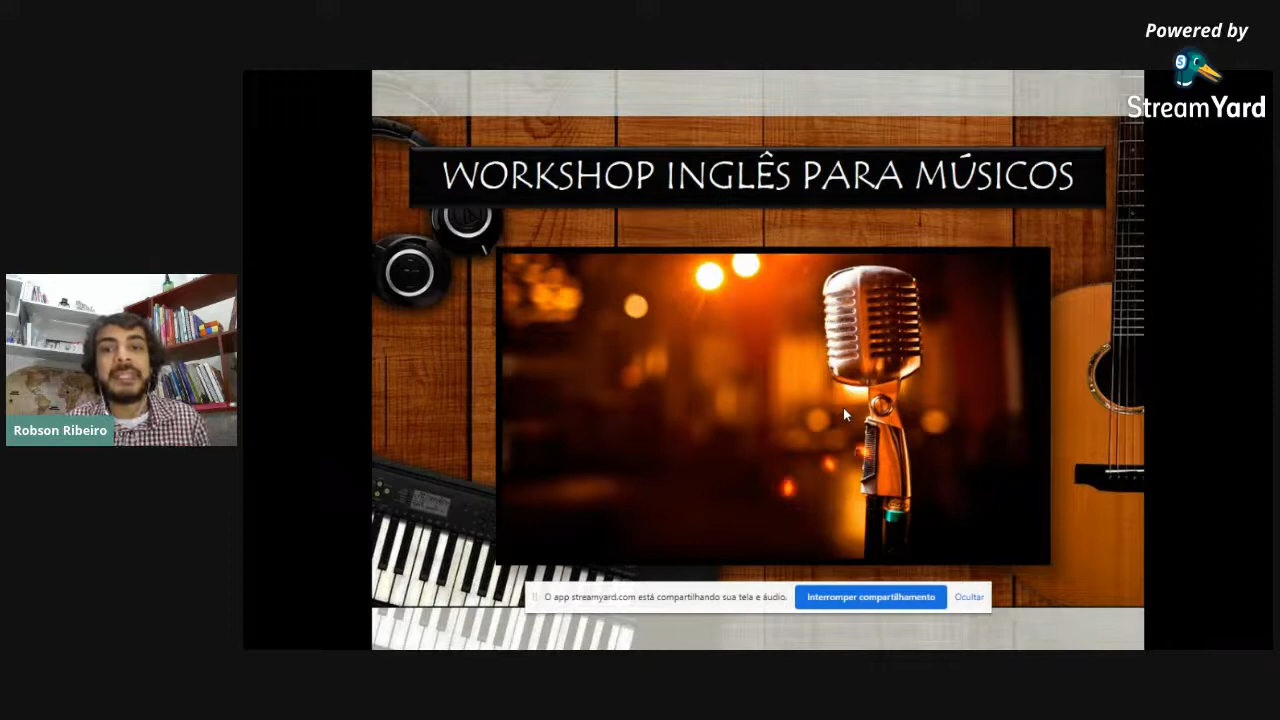 Powered by
StreamYard
WORKSHOP INGLÊS PARA MÚSICOS
Robson Ribeiro
O app streamyard.com está compartilhando sua tela e áudio. Interromper compartilhamento Ocultar